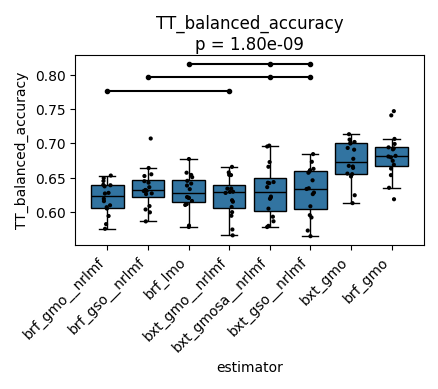 TT_balanced_accuracy
p = 1.80e-09
TT_balanced_accuracy
0.80
0.75
0.70
0.65
0.60
brf_gmo__nrlmf
brf_gso__nrlmf
brf_lmo
bxt_gmo__nrlmf
bxt_gmosa__nrlmf
bxt_gso__nrlmf
bxt_gmo
brf_gmo
estimator